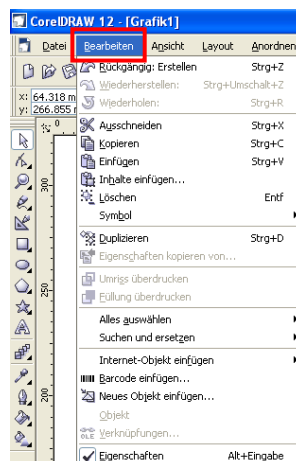 CorelDRAW 12 - [Grafik1]
Datei Bearbeiten Ansicht Layout Anordnen
Rückgängig: Erstellen Strg+Z
Wiederherstellen: Strg+Umschalt+Z
Wiederholen: Strg+R
x: 64.318 m
y: 266.855 r
Ausschneiden Strg+X
Kopieren Strg+C
Einfügen Strg+V
Inhalte einfügen...
Löschen Entf
Symbol
Duplizieren Strg+D
Eigenschaften kopieren von...
Umriss überdrucken
Füllung überdrucken
Alles auswählen
Suchen und ersetzen
Internet-Objekt einfügen
Barcode einfügen...
Neues Objekt einfügen...
Objekt
Verknüpfungen...
Eigenschaften Alt+Eingabe
300
250
200